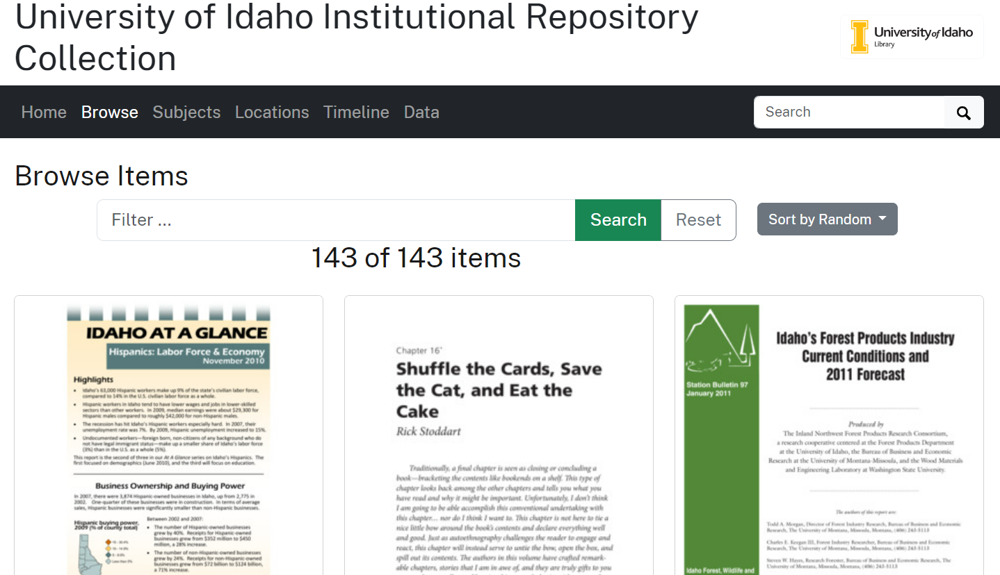 University of Idaho Institutional Repository
Collection
University of Idaho
Library
Home Browse Subjects Locations Timeline Data
Search
Browse Items
Filter ...
Search
Reset
Sort by Random
143 of 143 items
IDAHO AT A GLANCE
Hispanics: Labor Force & Economy
November 2010
Highlights
• Idaho's 63,000 Hispanic workers make up 9% of the state's civilian labor force,
compared to 14% in the U.S. civilian labor force as a whole.
• Hispanic workers in Idaho tend to have lower wages and jobs in lower-skilled
sectors than other workers. In 2009, median earnings were about $29,300 for
Hispanic males compared to roughly $42,000 for non-Hispanic males.
• The recession has hit Idaho's Hispanic workers especially hard. In 2007, their
unemployment rate was 7%. By 2009, Hispanic unemployment increased to 15%.
• Undocumented workers—foreign born, non-citizens of any background who do
not have legal immigrant status—make up a smaller share of Idaho's labor force
(3%) than in the U.S. as a whole (5%).
This report is the second of three in our At A Glance series on Idaho's Hispanics. The
first focused on demographics (June 2010), and the third will focus on education.
Business Ownership and Buying Power
In 2007, there were 3,874 Hispanic-owned businesses in Idaho, up from 2,775 in
2002. One-quarter of these businesses were in construction. In terms of average
sales, Hispanic businesses were significantly smaller than non-Hispanic businesses.
Hispanic buying power,
2009 (% of county total)
Less than 5%
Between 2002 and 2007:
• The number of Hispanic-owned businesses
grew by 40%. Receipts for Hispanic-owned
businesses grew from $352 million to $450
million, a 28% increase.
• The number of non-Hispanic-owned businesses
grew by 24%. Receipts for non-Hispanic-owned
businesses grew from $72 billion to $124 billion,
a 71% increase.
Chapter 16*
Shuffle the Cards, Save
the Cat, and Eat the
Cake
Rick Stoddart
Traditionally, a final chapter is seen as closing or concluding a
book—bracketing the contents like bookends on a shelf. This type of
chapter looks back among the other chapters and tells you what you
have read and why it might be important. Unfortunately, I don't think
I am going to be able accomplish this conventional undertaking with
this chapter... nor do I think I want to. This chapter is not here to tie a
nice little bow around the book's contents and declare everything well
and good. Just as autoethnography challenges the reader to engage and
react, this chapter will instead serve to untie the bow, open the box, and
spill out its contents. The authors in this volume have crafted remark-
able chapters, stories that I am in awe of, and they are truly gifts to you
Station Bulletin 97
January 2011
Idaho Forest, Wildlife and
Idaho's Forest Products Industry
Current Conditions and
2011 Forecast
Produced by
The Inland Northwest Forest Products Research Consortium,
a research cooperative centered at the Forest Products Department
at the University of Idaho, the Bureau of Business and Economic
Research at the University of Montana-Missoula, and the Wood Materials
and Engineering Laboratory at Washington State University.
The authors of this report are:
Todd A. Morgan, Director of Forest Industry Research, Bureau of Business and Economic
Research, The University of Montana, Missoula, Montana, (406) 243-5113
Charles E. Keegan III, Forest Industry Researcher, Bureau of Business and Economic
Research, The University of Montana, Missoula, Montana, (406) 243-5113
Steven W. Hayes, Research Forester, Bureau of Business and Economic Research, The
University of Montana, Missoula, Montana, (406) 243-5113